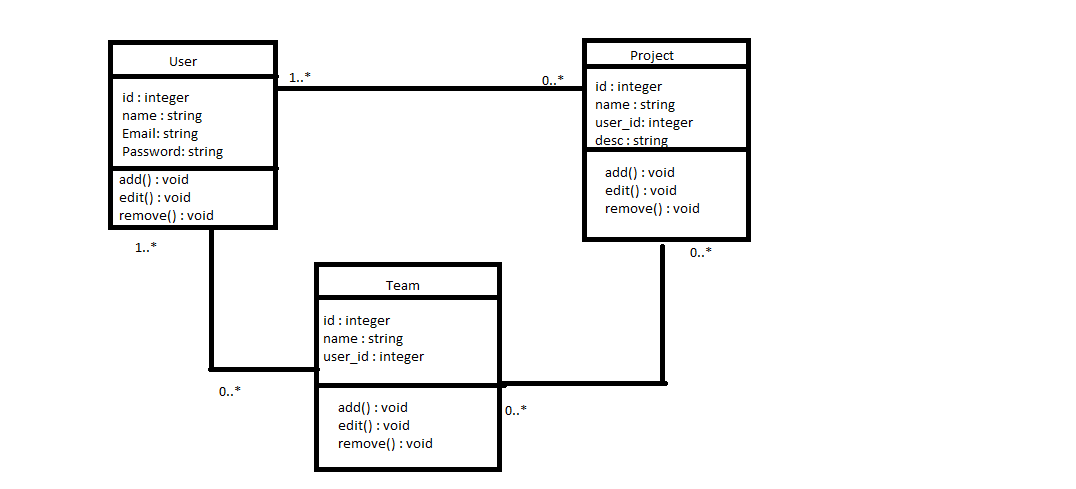 User
1..*
id : integer
name : string
Email: string
Password: string
add() : void
edit() : void
remove() : void
1..*
Project
0..*
id : integer
name : string
user_id: integer
desc : string
add() : void
edit() : void
remove() : void
0..*
Team
id : integer
name : string
user_id : integer
0..*
add() : void
edit() : void
remove() : void
0..*